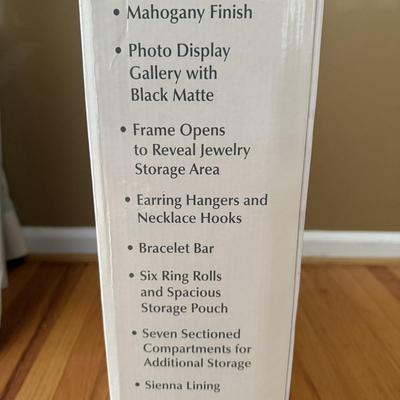 • Mahogany Finish
• Photo Display
Gallery with
Black Matte
• Frame Opens
to Reveal Jewelry
Storage Area
• Earring Hangers and
Necklace Hooks
• Bracelet Bar
• Six Ring Rolls
and Spacious
Storage Pouch
• Seven Sectioned
Compartments for
Additional Storage
• Sienna Lining